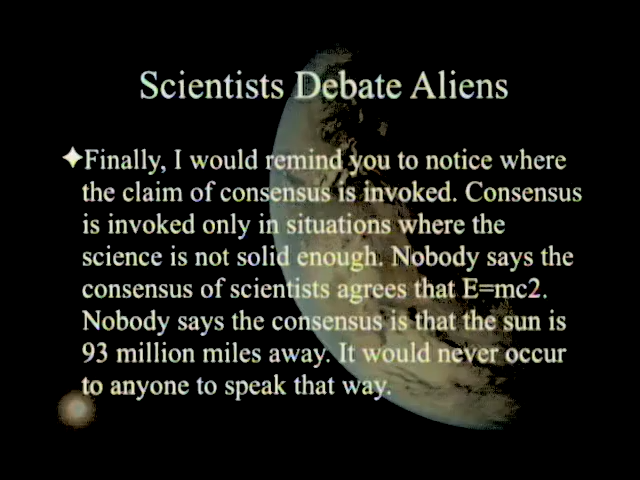 Scientists Debate Aliens
Finally, I would remind you to notice where
the claim of consensus is invoked. Consensus
is invoked only in situations where the
science is not solid enough. Nobody says the
consensus of scientists agrees that E=mc2.
Nobody says the consensus is that the sun is
93 million miles away. It would never occur
to anyone to speak that way.